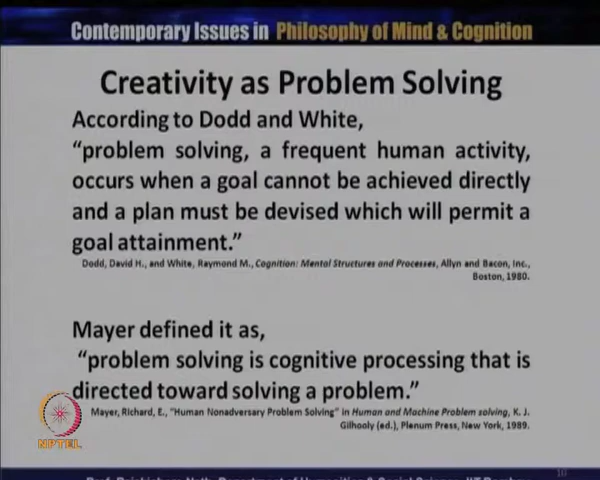 Contemporary Issues in Philosophy of Mind & Cognition
Creativity as Problem Solving
According to Dodd and White,
“problem solving, a frequent human activity,
occurs when a goal cannot be achieved directly
and a plan must be devised which will permit a
goal attainment.”
Dodd, David H., and White, Raymond M., Cognition: Mental Structures and Processes, Allyn and Bacon, Inc.,
Boston, 1980.
Mayer defined it as,
“problem solving is cognitive processing that is
directed toward solving a problem.”
Mayer, Richard, E., “Human Nonadversary Problem Solving” in Human and Machine Problem solving, K. J.
Gilhooly (ed.), Plenum Press, New York, 1989.
NPTEL
10